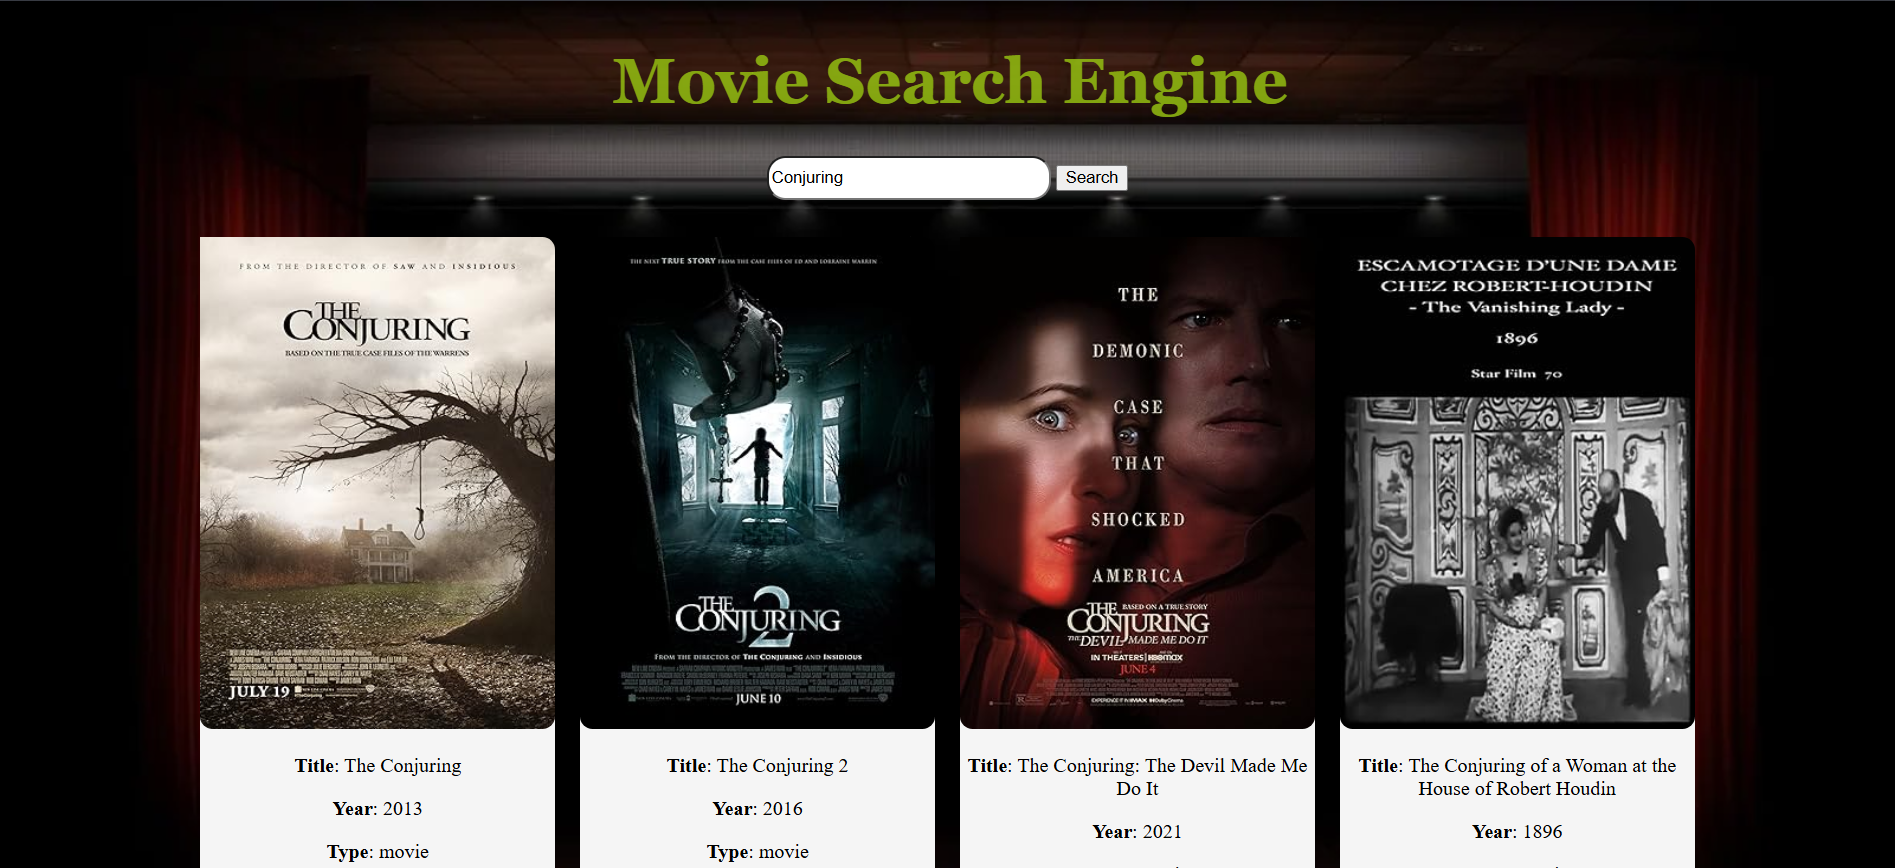 Movie Search Engine
Conjuring
Search
FROM THE DIRECTOR OF SAW AND INSIDIOUS
THE
CONJURING
BASED ON THE TRUE CASE FILES OF THE WARRENS
JULY 19
THE NEXT TRUE STORY FROM THE CASE FILES OF ED AND LORRAINE WARREN
THE
CONJURING 2
FROM THE DIRECTOR OF THE CONJURING AND INSIDIOUS
JUNE 10
THE
DEMONIC
CASE
THAT
SHOCKED
AMERICA
BASED ON A TRUE STORY
THE
CONJURING
THE DEVIL MADE ME DO IT
IN THEATERS | HBOMAX
JUNE 4
ESCAMOTAGE D'UNE DAME
CHEZ ROBERT-HOUDIN
- The Vanishing Lady -
1896
Star Film 70
Title: The Conjuring
Year: 2013
Type: movie
Title: The Conjuring 2
Year: 2016
Type: movie
Title: The Conjuring: The Devil Made Me
Do It
Year: 2021
Title: The Conjuring of a Woman at the
House of Robert Houdin
Year: 1896